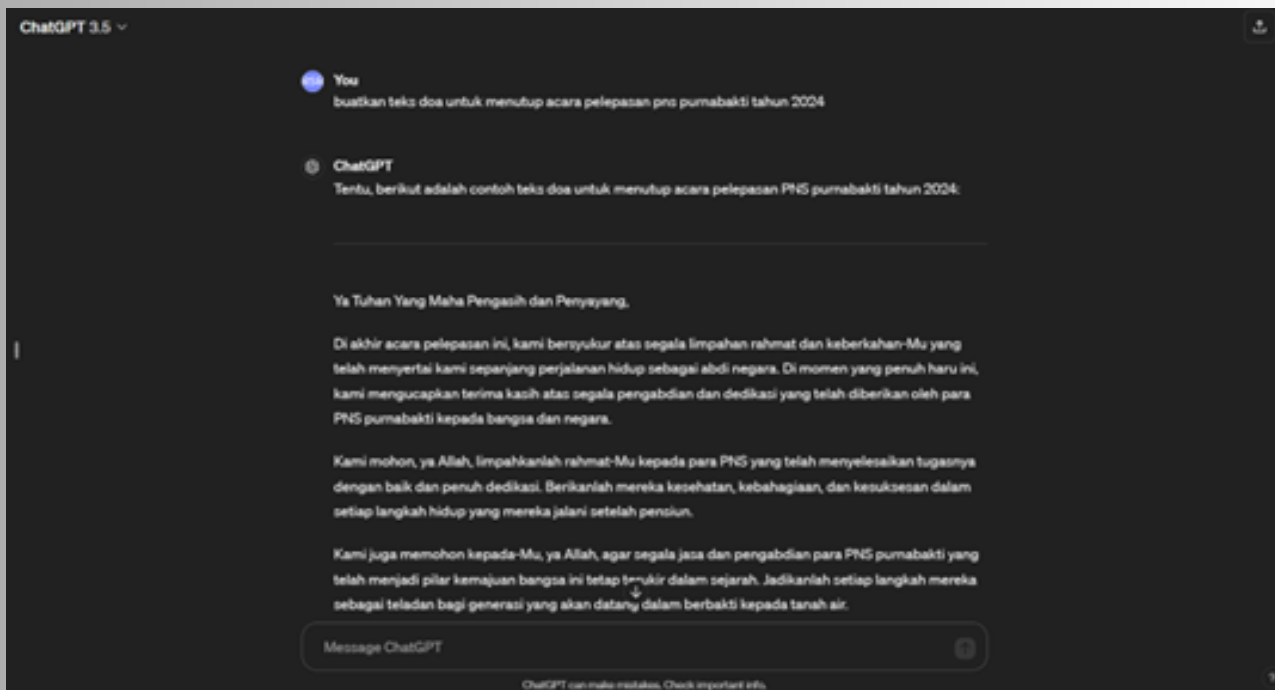 ChatGPT 3.5
You
buatkan teks doa untuk menutup acara pelepasan pns purnabakti tahun 2024
ChatGPT
Tentu, berikut adalah contoh teks doa untuk menutup acara pelepasan PNS purnabakti tahun 2024:
Ya Tuhan Yang Maha Pengasih dan Penyayang,
Di akhir acara pelepasan ini, kami bersyukur atas segala limpahan rahmat dan keberkahan-Mu yang
telah menyertai kami sepanjang perjalanan hidup sebagai abdi negara. Di momen yang penuh haru ini,
kami mengucapkan terima kasih atas segala pengabdian dan dedikasi yang telah diberikan oleh para
PNS purnabakti kepada bangsa dan negara.
Kami mohon, ya Allah, limpahkanlah rahmat-Mu kepada para PNS yang telah menyelesaikan tugasnya
dengan baik dan penuh dedikasi. Berikanlah mereka kesehatan, kebahagiaan, dan kesuksesan dalam
setiap langkah hidup yang mereka jalani setelah pensiun.
Kami juga memohon kepada-Mu, ya Allah, agar segala jasa dan pengabdian para PNS purnabakti yang
telah menjadi pilar kemajuan bangsa ini tetap terukir dalam sejarah. Jadikanlah setiap langkah mereka
sebagai teladan bagi generasi yang akan datang dalam berbakti kepada tanah air.
Message ChatGPT
ChatGPT can make mistakes. Check important info.